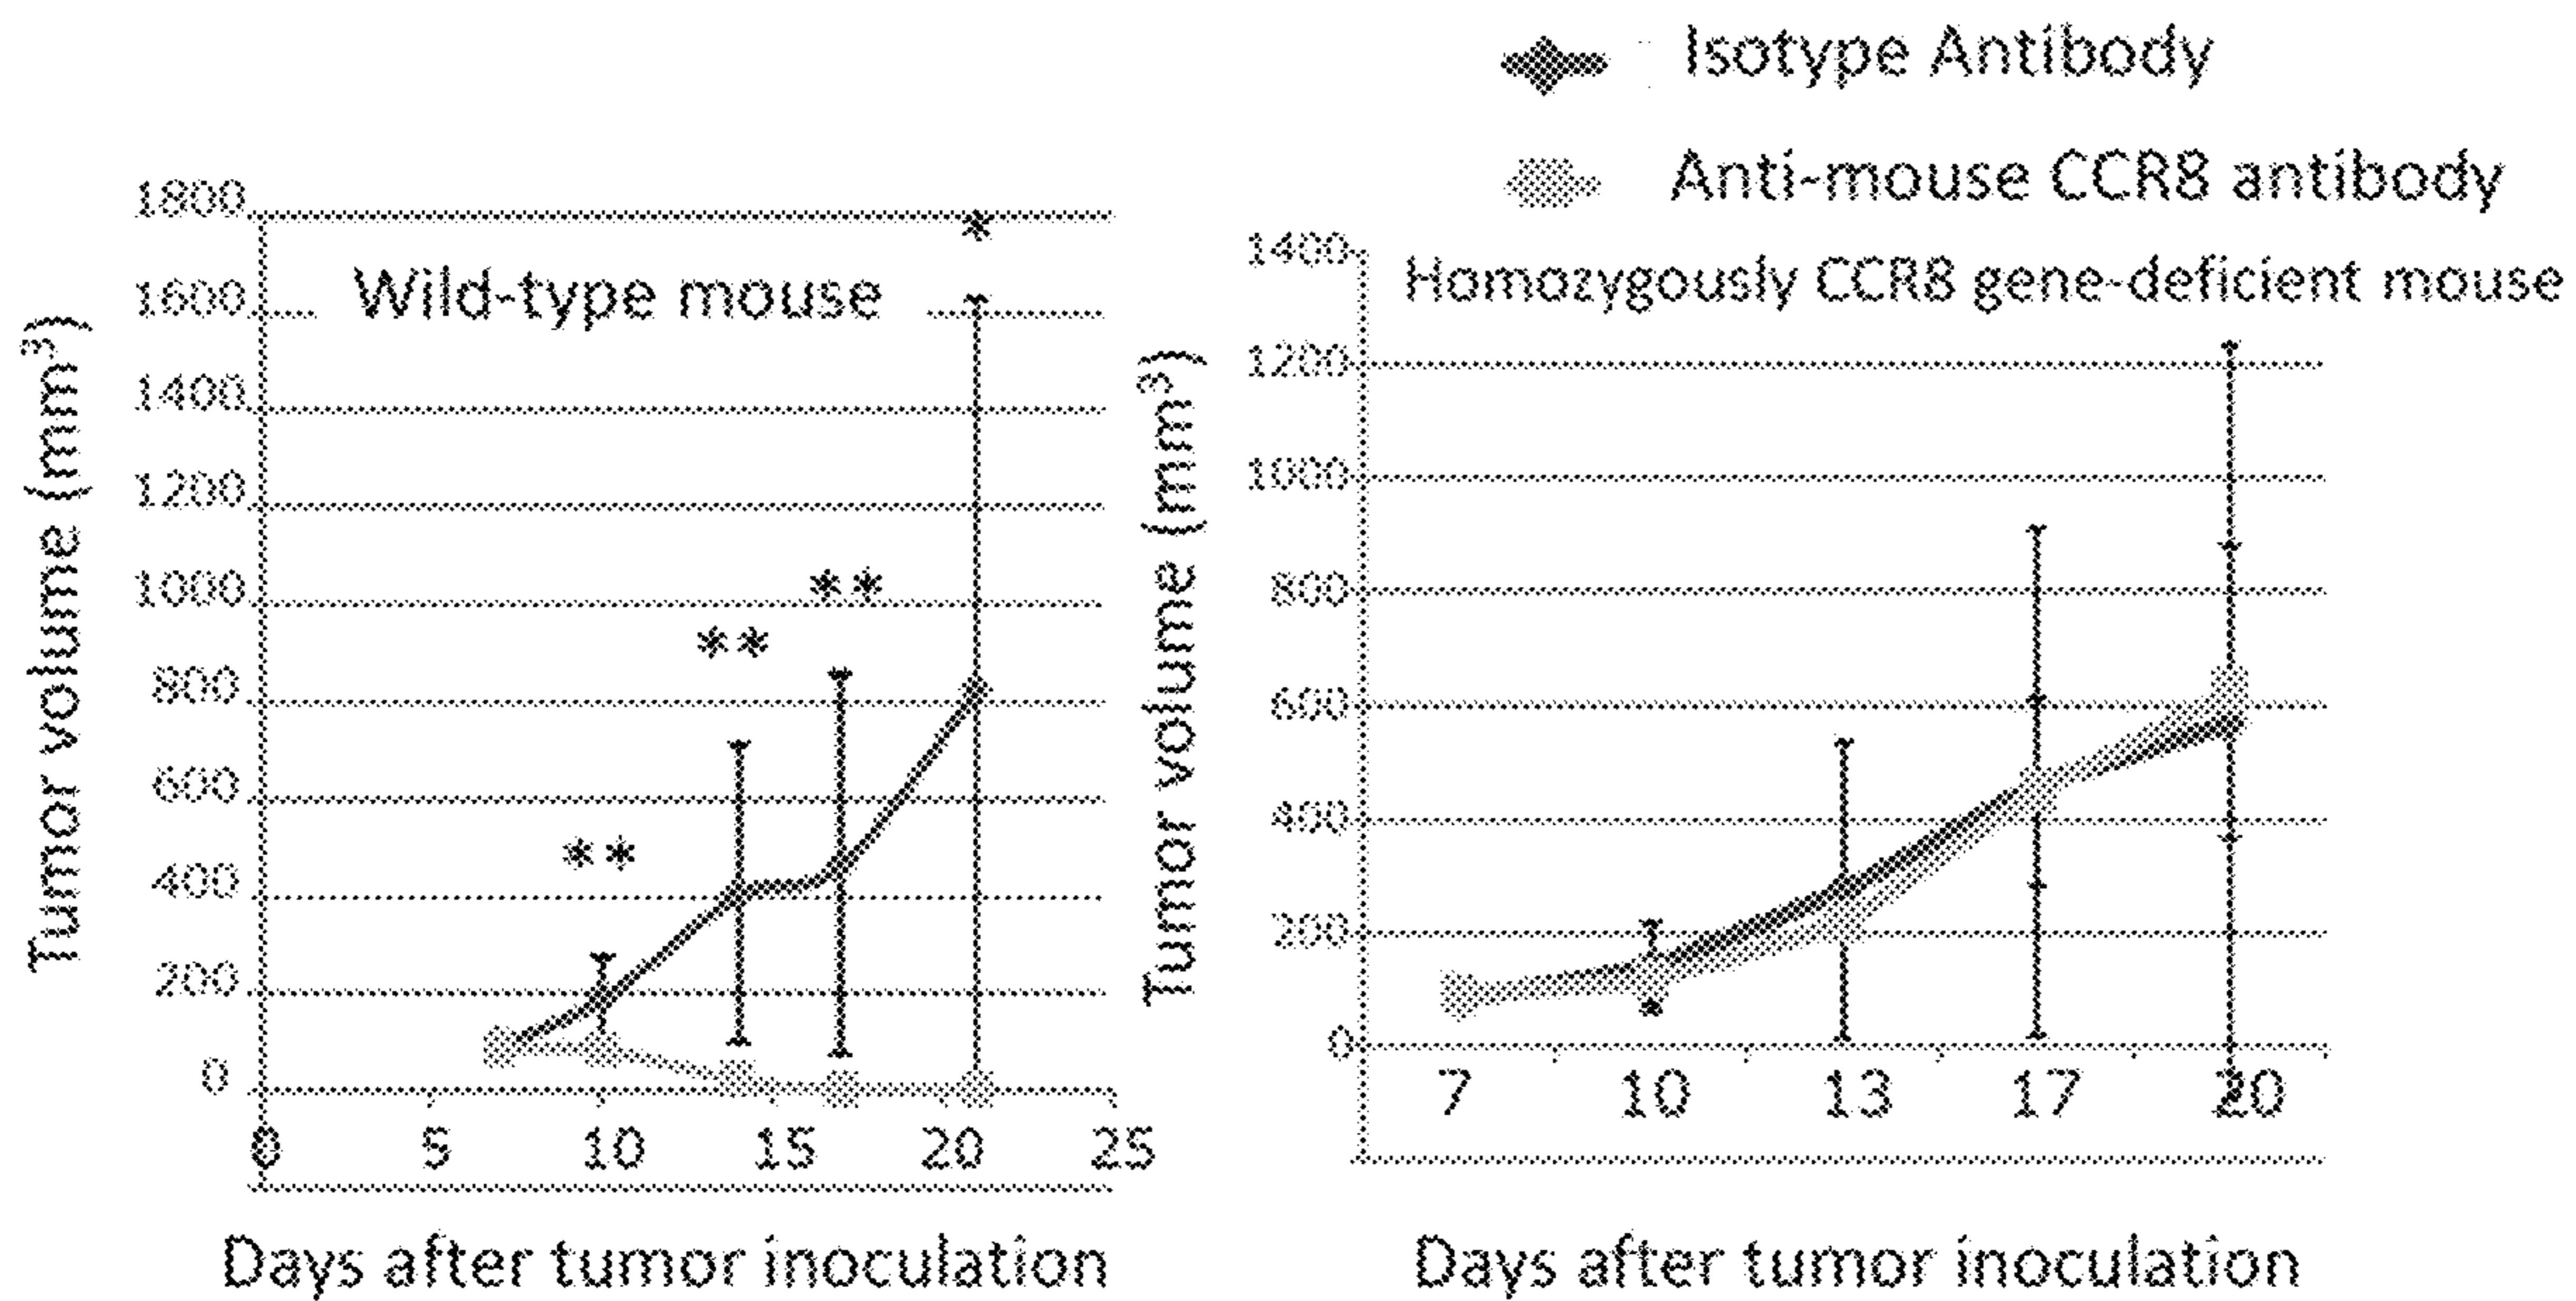 Isotype Antibody
Anti-mouse CCR8 antibody
Wild-type mouse
Tumor volume (mm³)
1800
1600
1400
1200
1000
800
600
400
200
0
*
**
**
**
0 5 10 15 20 25
Days after tumor inoculation
Homozygously CCR8 gene-deficient mouse
Tumor volume (mm³)
1400
1200
1000
800
600
400
200
0
7 10 13 17 20
Days after tumor inoculation